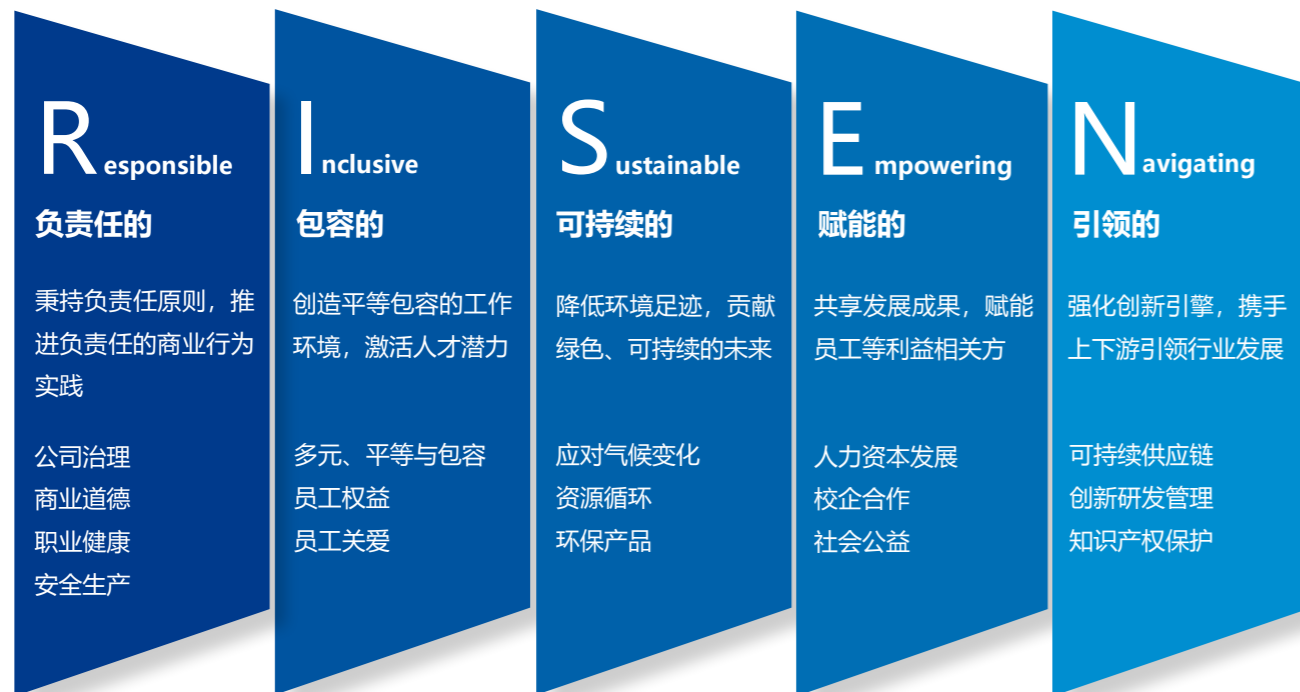 Responsible
负责任的
秉持负责任原则，推
进负责任的商业行为
实践
公司治理
商业道德
职业健康
安全生产
Inclusive
包容的
创造平等包容的工作
环境，激活人才潜力
多元、平等与包容
员工权益
员工关爱
Sustainable
可持续的
降低环境足迹，贡献
绿色、可持续的未来
应对气候变化
资源循环
环保产品
Empowering
赋能的
共享发展成果，赋能
员工等利益相关方
人力资本发展
校企合作
社会公益
Navigating
引领的
强化创新引擎，携手
上下游引领行业发展
可持续供应链
创新研发管理
知识产权保护